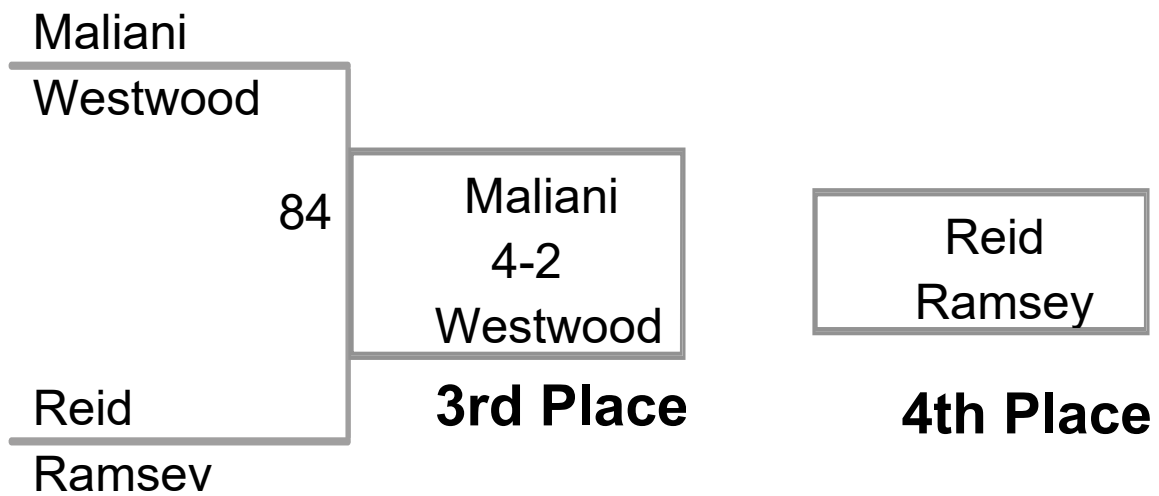 Maliani
Westwood
84
Maliani
4-2
Westwood
3rd Place
Reid
Ramsey
4th Place
Reid
Ramsey